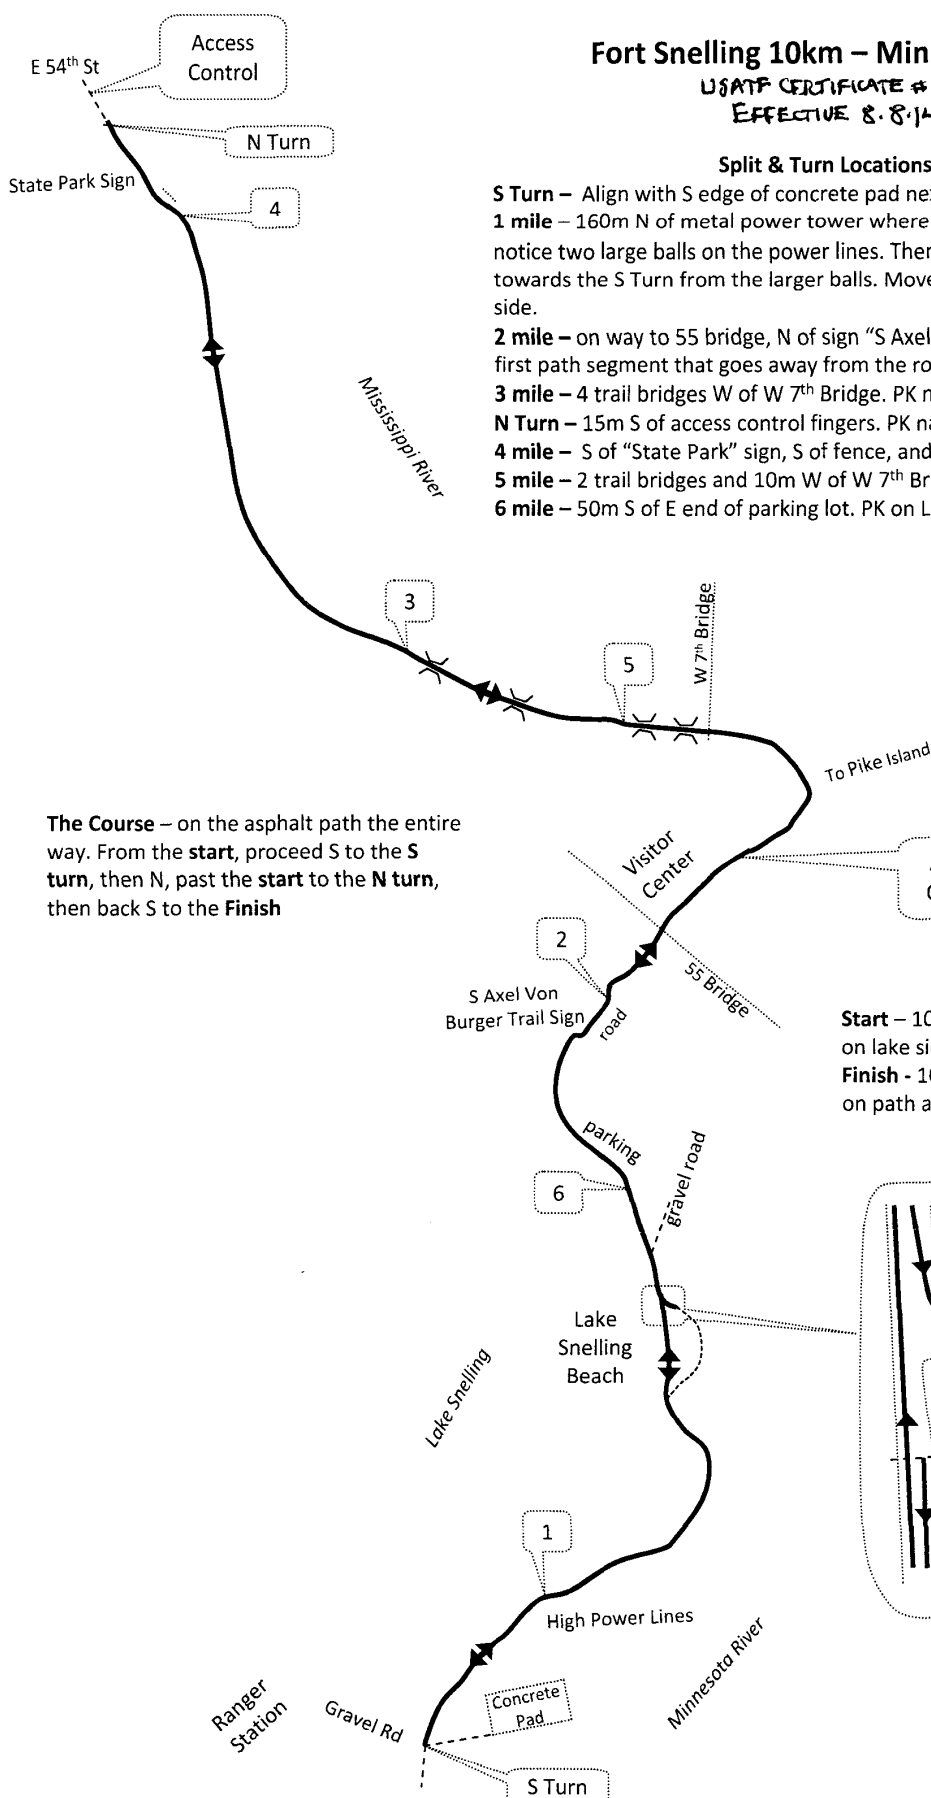 Fort Snelling 10km – Min
USATF CERTIFICATE #
EFFECTIVE 8.8.14
Split & Turn Locations
S Turn – Align with S edge of concrete pad nex
1 mile – 160m N of metal power tower where
notice two large balls on the power lines. Ther
towards the S Turn from the larger balls. Move
side.
2 mile – on way to 55 bridge, N of sign “S Axel
first path segment that goes away from the ro
3 mile – 4 trail bridges W of W 7th Bridge. PK n
N Turn – 15m S of access control fingers. PK na
4 mile – S of “State Park” sign, S of fence, and
5 mile – 2 trail bridges and 10m W of W 7th Br
6 mile – 50m S of E end of parking lot. PK on L
Access
Control
E 54th St
N Turn
State Park Sign
4
Mississippi River
3
5
W 7th Bridge
To Pike Island
The Course – on the asphalt path the entire
way. From the start, proceed S to the S
turn, then N, past the start to the N turn,
then back S to the Finish
Visitor
Center
2
55 Bridge
S Axel Von
Burger Trail Sign
road
Start – 10
on lake si
Finish - 10
on path a
parking
6
gravel road
Lake
Snelling
Beach
Lake Snelling
1
High Power Lines
Minnesota River
Ranger
Station
Gravel Rd
Concrete
Pad
S Turn